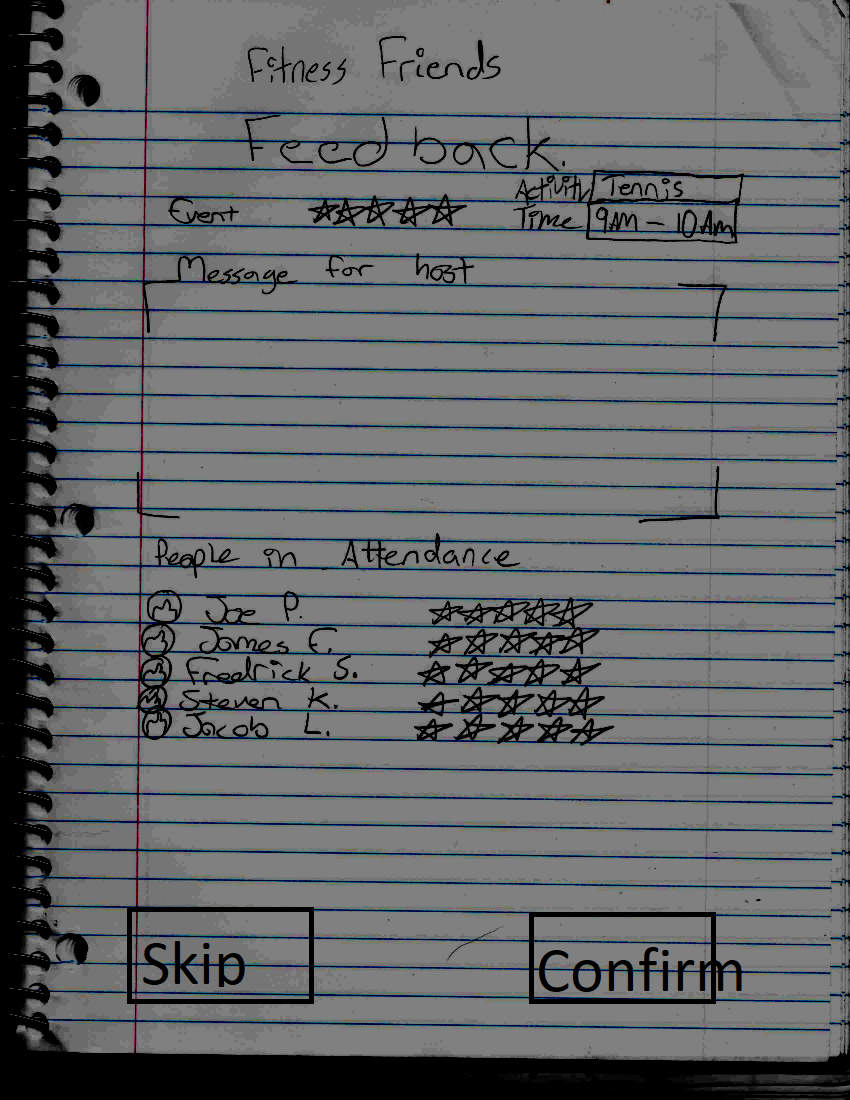 Fitness Friends
Feedback.
Activity Tennis
Event Time 9AM - 10AM
Message for host
People in Attendance
Joe P.
James F.
Fredrick S.
Steven K.
Jacob L.
Skip Confirm